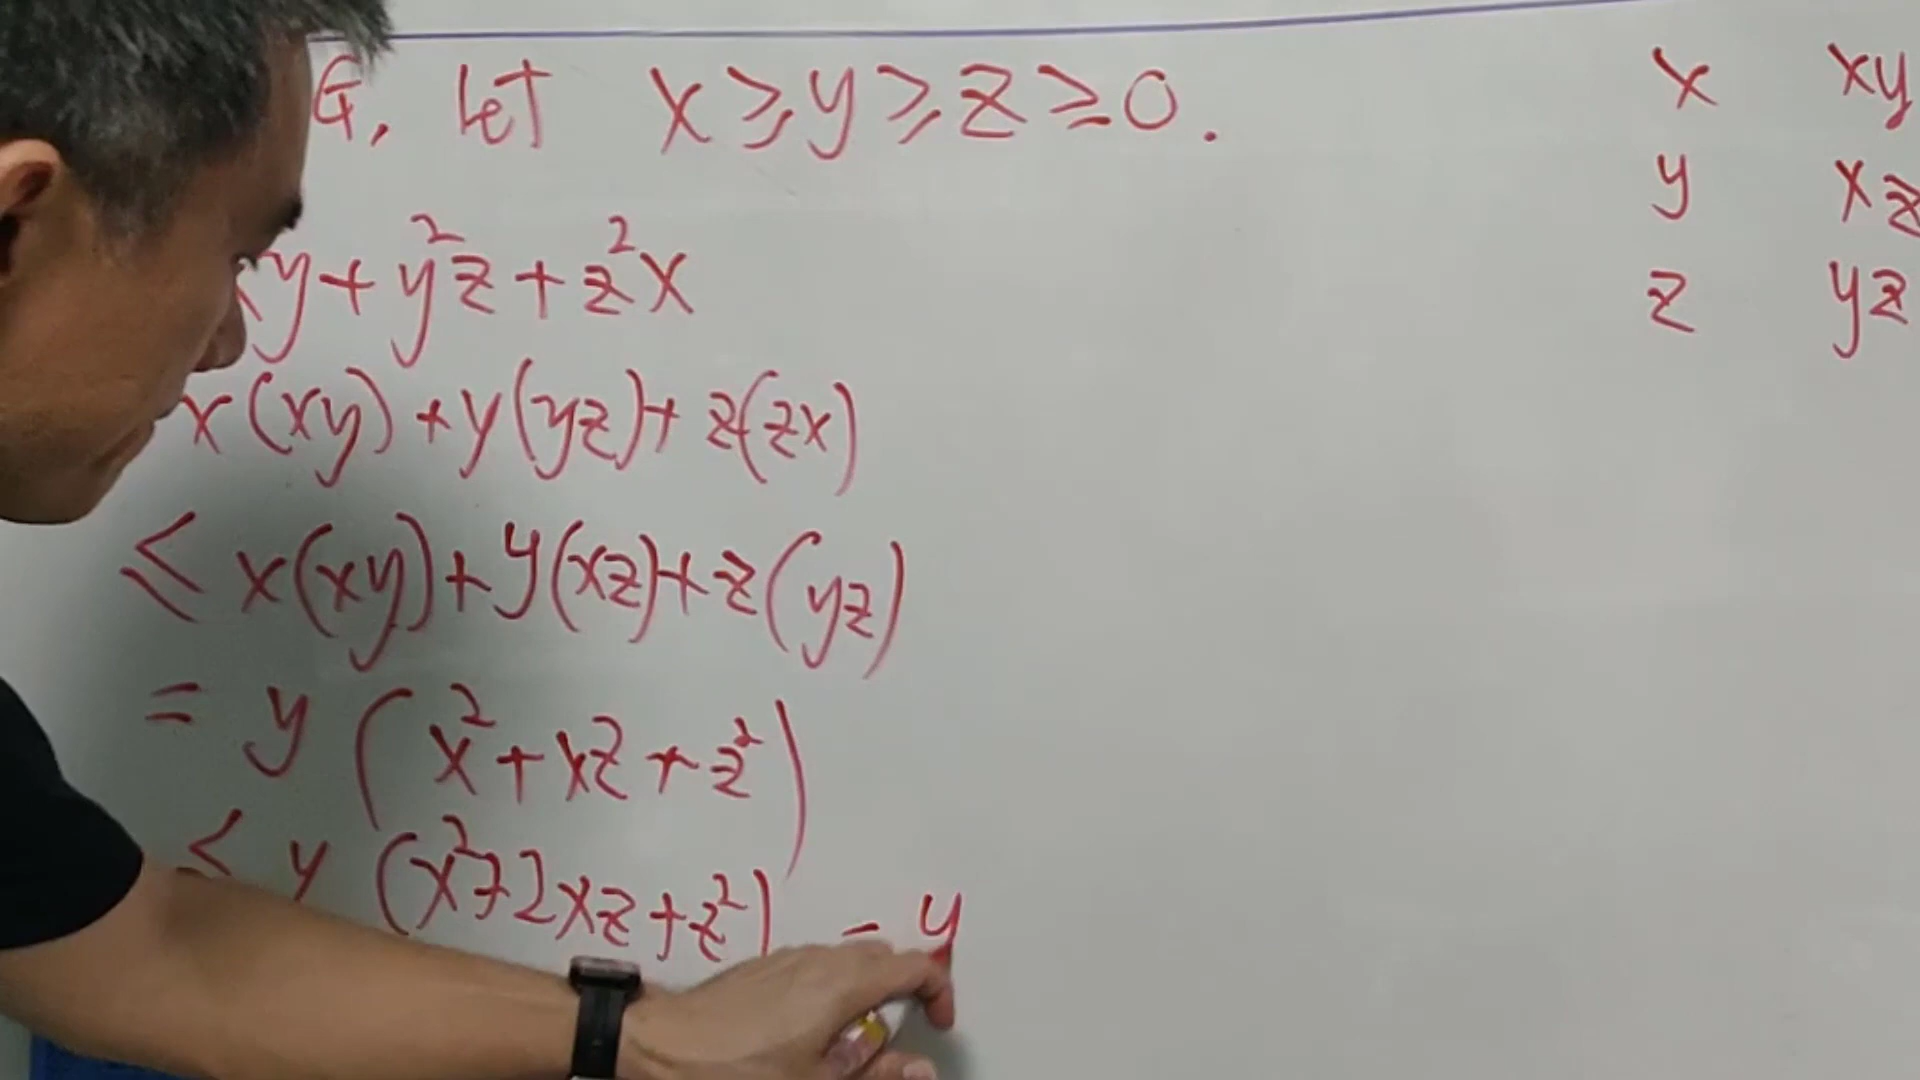 G, let x ≥ y ≥ z ≥ 0.
xy + y²z + z²x
x(xy) + y(yz) + z(zx)
≤ x(xy) + y(xz) + z(yz)
= y (x² + xz + z²)
≤ y (x² + 2xz + z²) = y
x xy
y xz
z yz